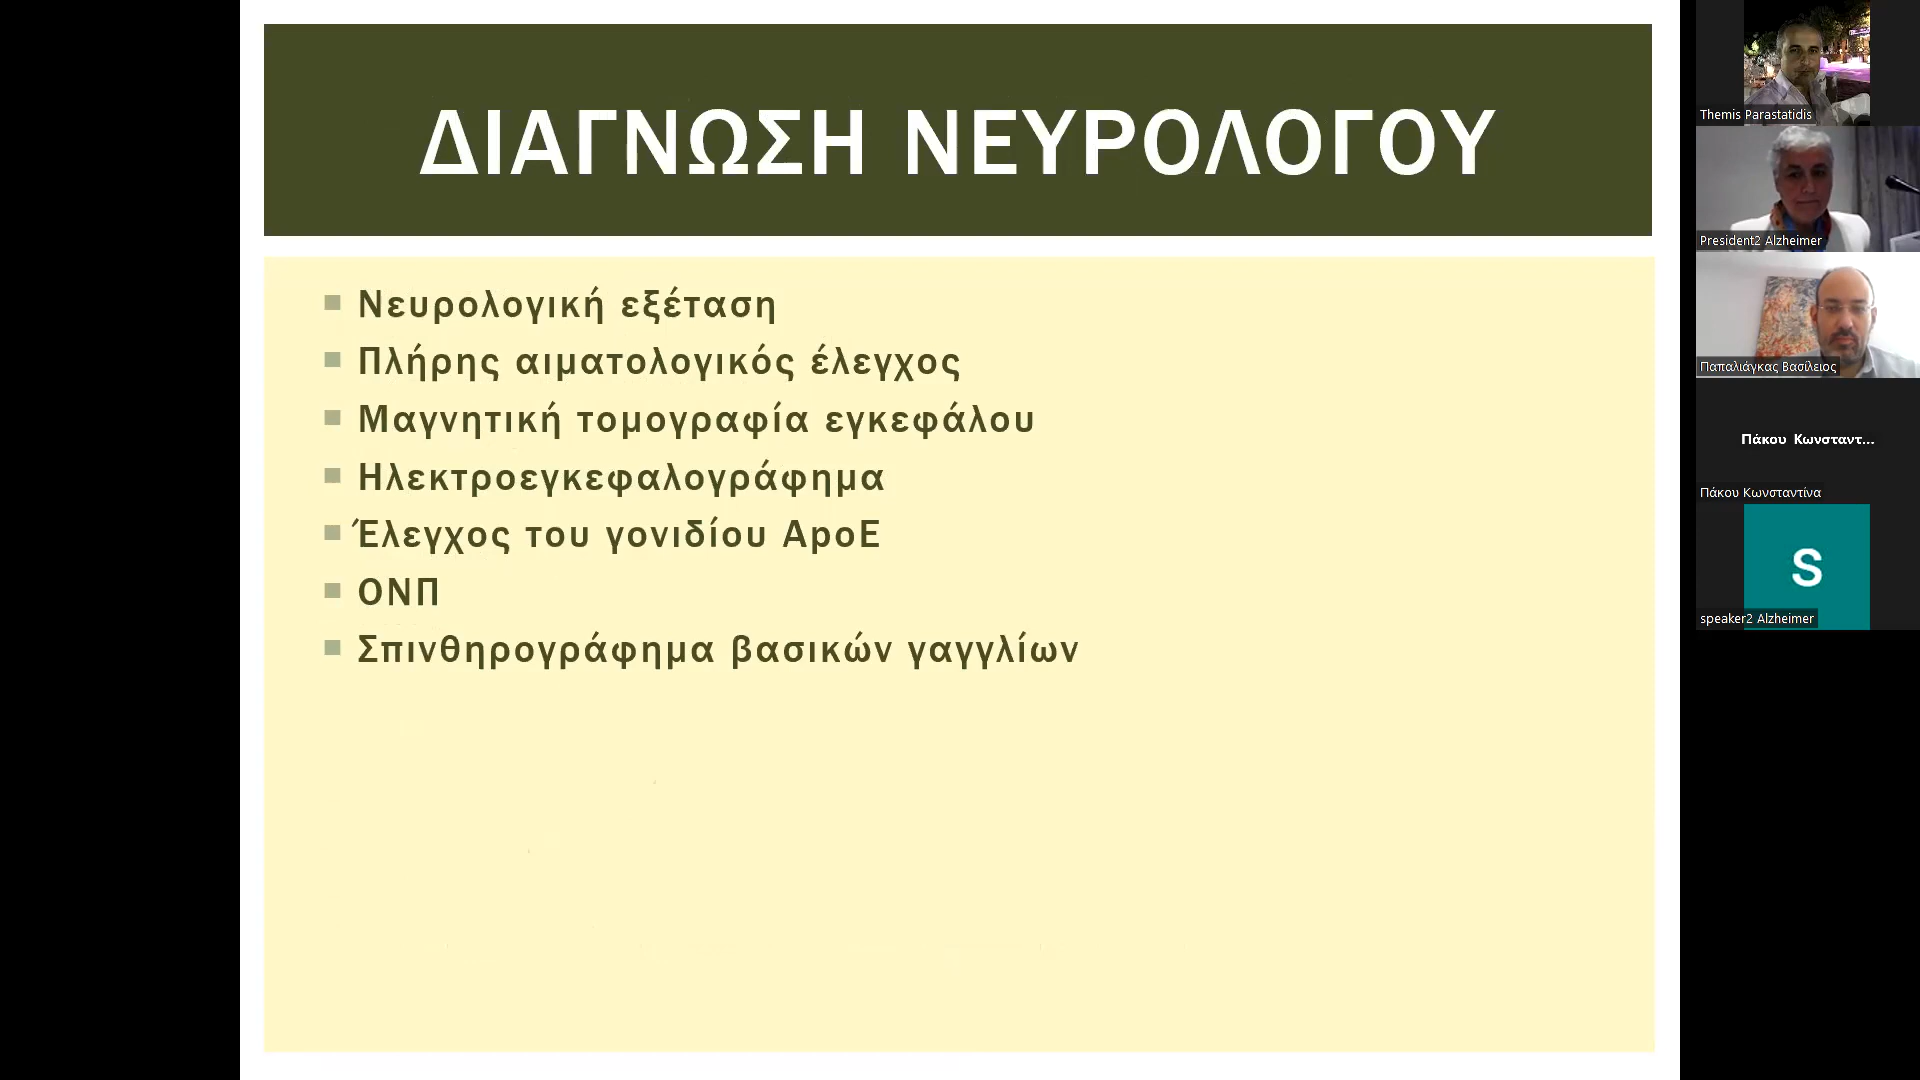 ΔΙΑΓΝΩΣΗ ΝΕΥΡΟΛΟΓΟΥ
Νευρολογική εξέταση
Πλήρης αιματολογικός έλεγχος
Μαγνητική τομογραφία εγκεφάλου
Ηλεκτροεγκεφαλογράφημα
Έλεγχος του γονιδίου ApoE
ΟΝΠ
Σπινθηρογράφημα βασικών γαγγλίων
Themis Parastatidis
President2 Alzheimer
Παπαλιάγκας Βασίλειος
Πάκου Κωνσταντ...
Πάκου Κωνσταντίνα
S
speaker2 Alzheimer